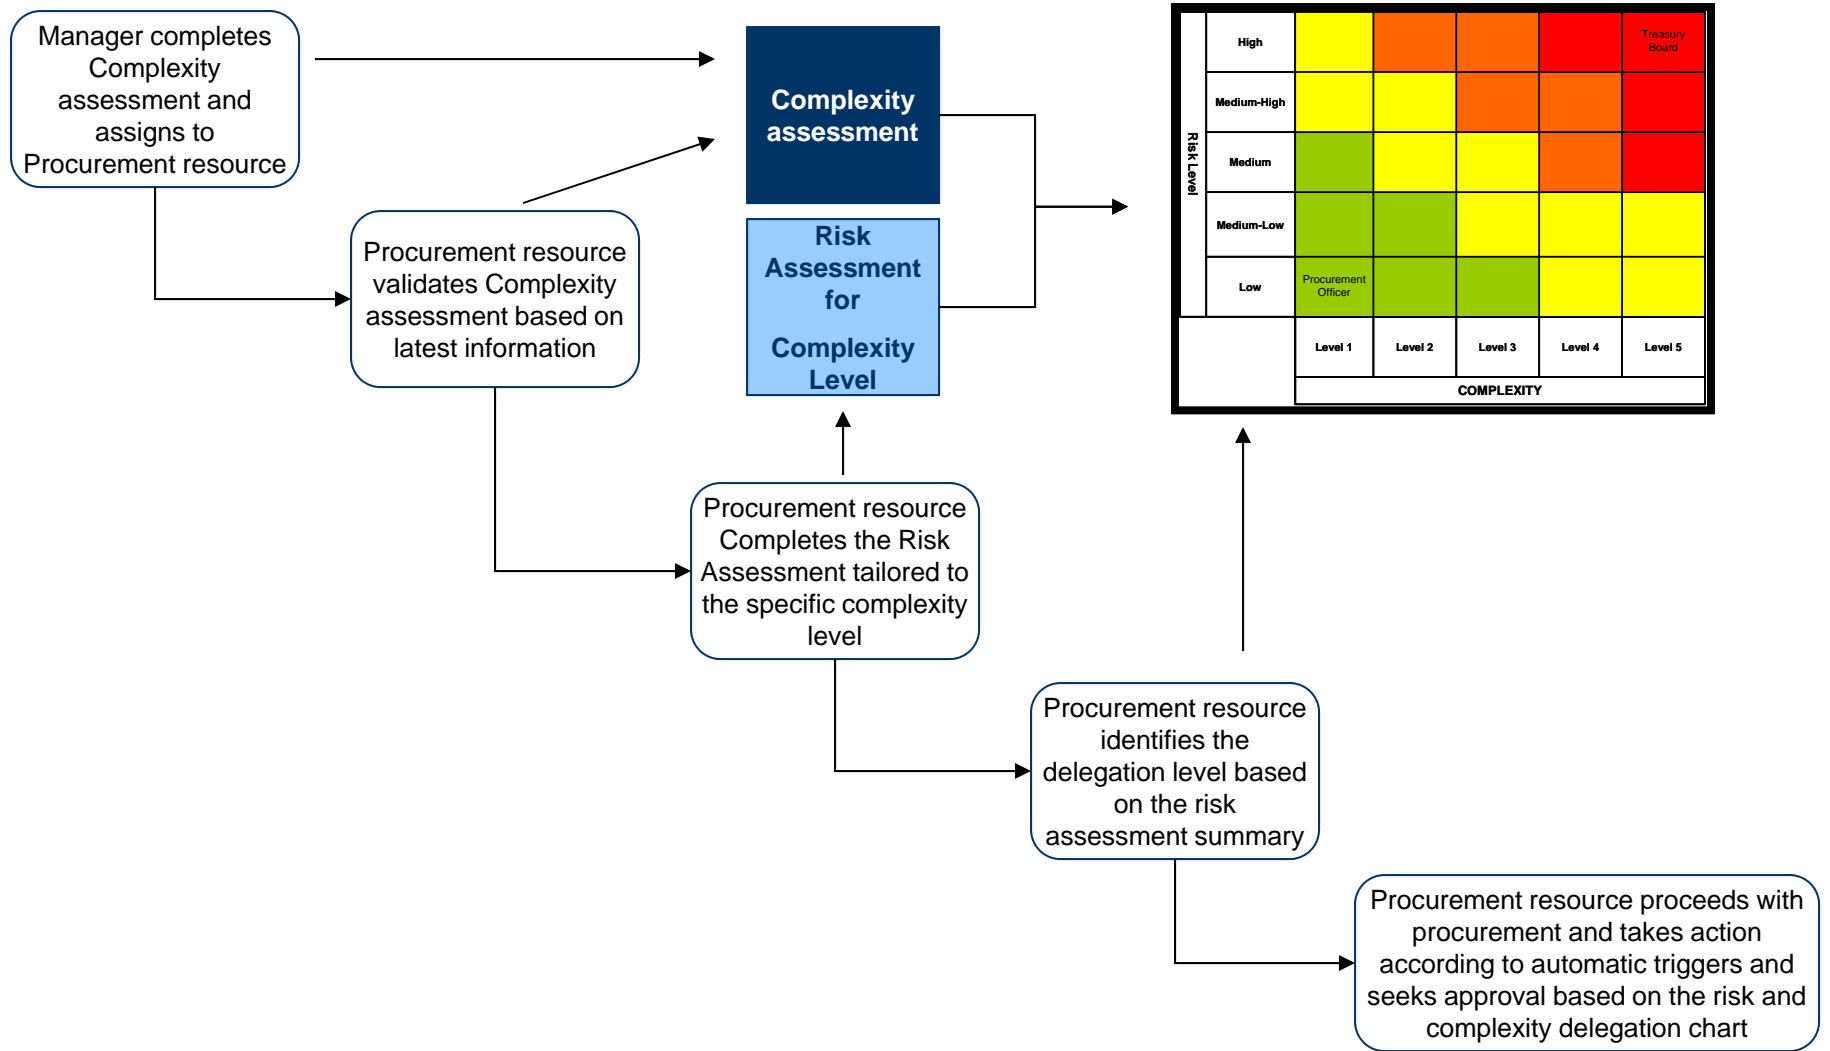 Manager completes
Complexity
assessment and
assigns to
Procurement resource
Procurement resource
validates Complexity
assessment based on
latest information
Complexity
assessment
Risk
Assessment
for
Complexity
Level
Procurement resource
Completes the Risk
Assessment tailored to
the specific complexity
level
Procurement resource
identifies the
delegation level based
on the risk
assessment summary
Procurement resource proceeds with
procurement and takes action
according to automatic triggers and
seeks approval based on the risk and
complexity delegation chart
Risk Level
High
Treasury
Board
Medium-High
Medium
Medium-Low
Low
Procurement
Officer
Level 1
Level 2
Level 3
Level 4
Level 5
COMPLEXITY